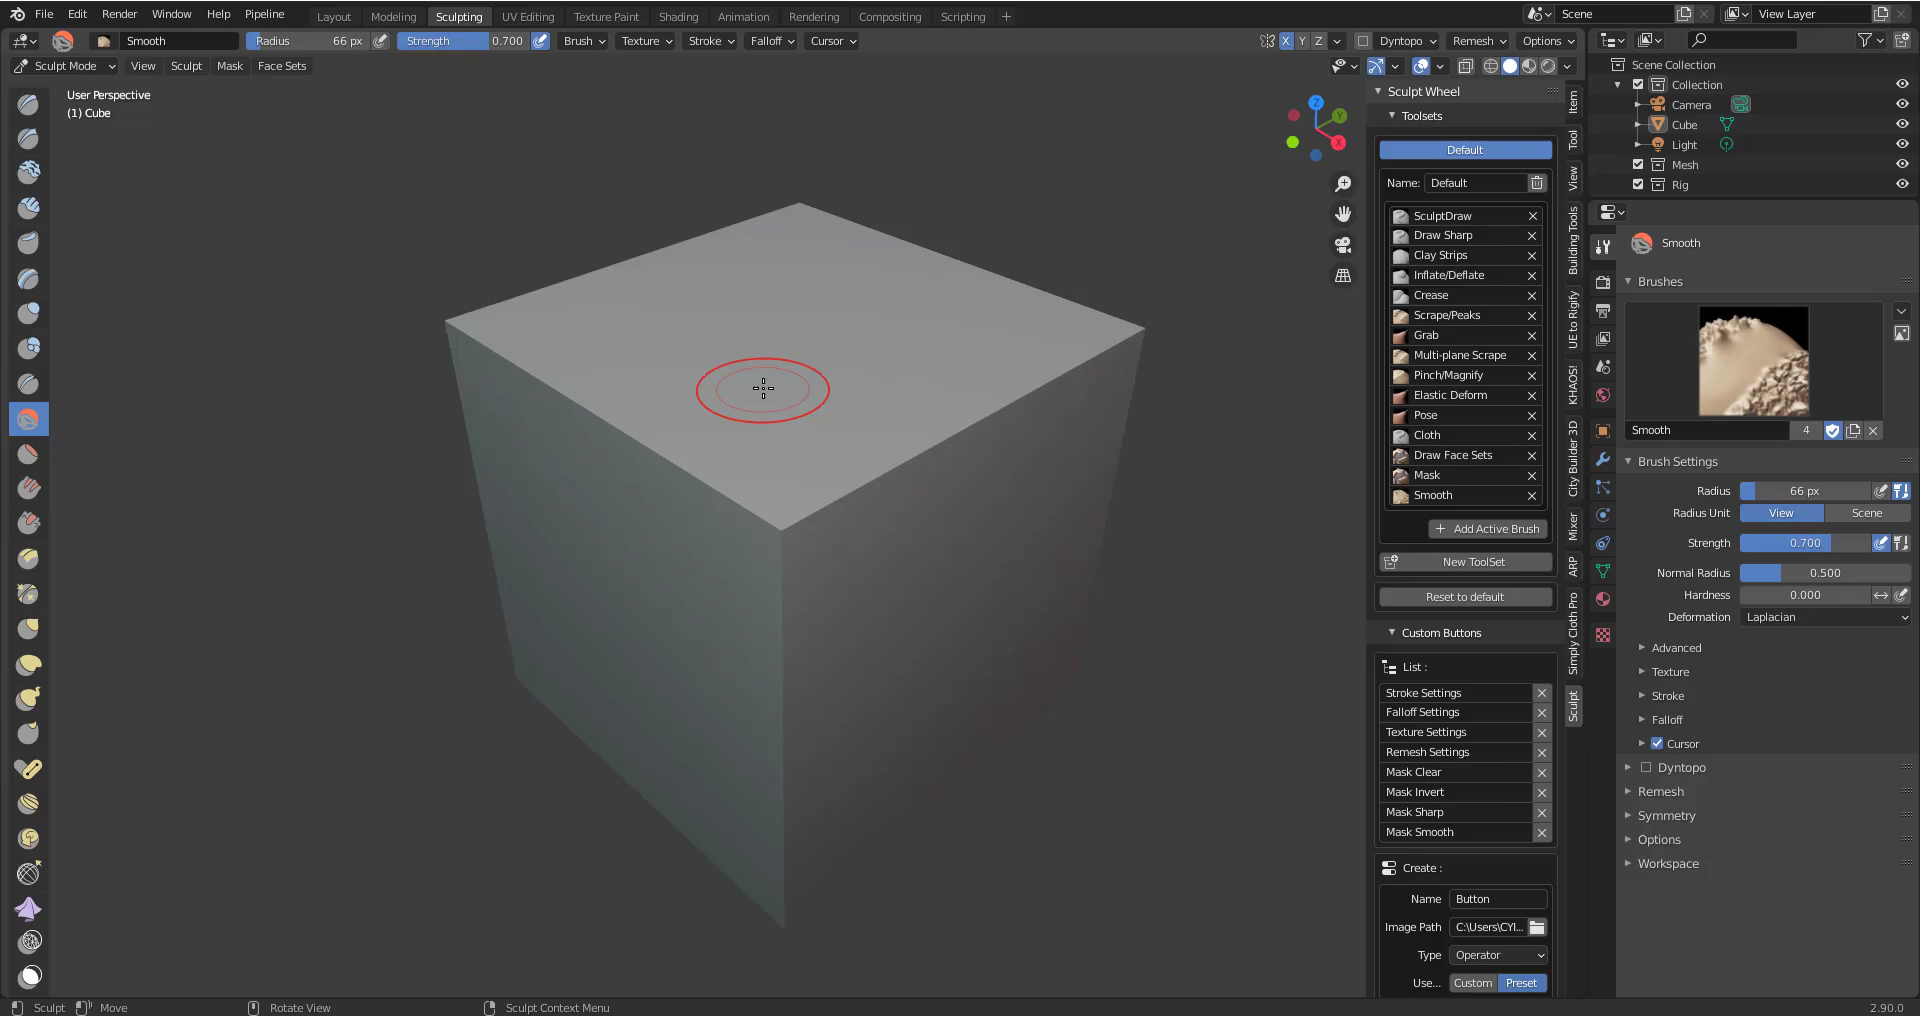 File Edit Render Window Help Pipeline Layout Modeling Sculpting UV Editing Texture Paint Shading Animation Rendering Compositing Scripting + Scene View Layer
Smooth Radius 66 px Strength 0.700 Brush Texture Stroke Falloff Cursor X Y Z Dyntopo Remesh Options
Sculpt Mode View Sculpt Mask Face Sets
User Perspective
(1) Cube
Z
Y
X
Sculpt Wheel
Toolsets
Default
Name: Default
SculptDraw
Draw Sharp
Clay Strips
Inflate/Deflate
Crease
Scrape/Peaks
Grab
Multi-plane Scrape
Pinch/Magnify
Elastic Deform
Pose
Cloth
Draw Face Sets
Mask
Smooth
+ Add Active Brush
New ToolSet
Reset to default
Custom Buttons
List :
Stroke Settings
Falloff Settings
Texture Settings
Remesh Settings
Mask Clear
Mask Invert
Mask Sharp
Mask Smooth
Create :
Name Button
Image Path C:\Users\CYI...
Type Operator
Use... Custom Preset
Item
Tool
View
Building Tools
UE to Rigify
KHAOS!
City Builder 3D
Mixer
ARP
Simply Cloth Pro
Sculpt
Scene Collection
Collection
Camera
Cube
Light
Mesh
Rig
Smooth
Brushes
Smooth 4
Brush Settings
Radius 66 px
Radius Unit View Scene
Strength 0.700
Normal Radius 0.500
Hardness 0.000
Deformation Laplacian
Advanced
Texture
Stroke
Falloff
Cursor
Dyntopo
Remesh
Symmetry
Options
Workspace
Sculpt Move Rotate View Sculpt Context Menu 2.90.0